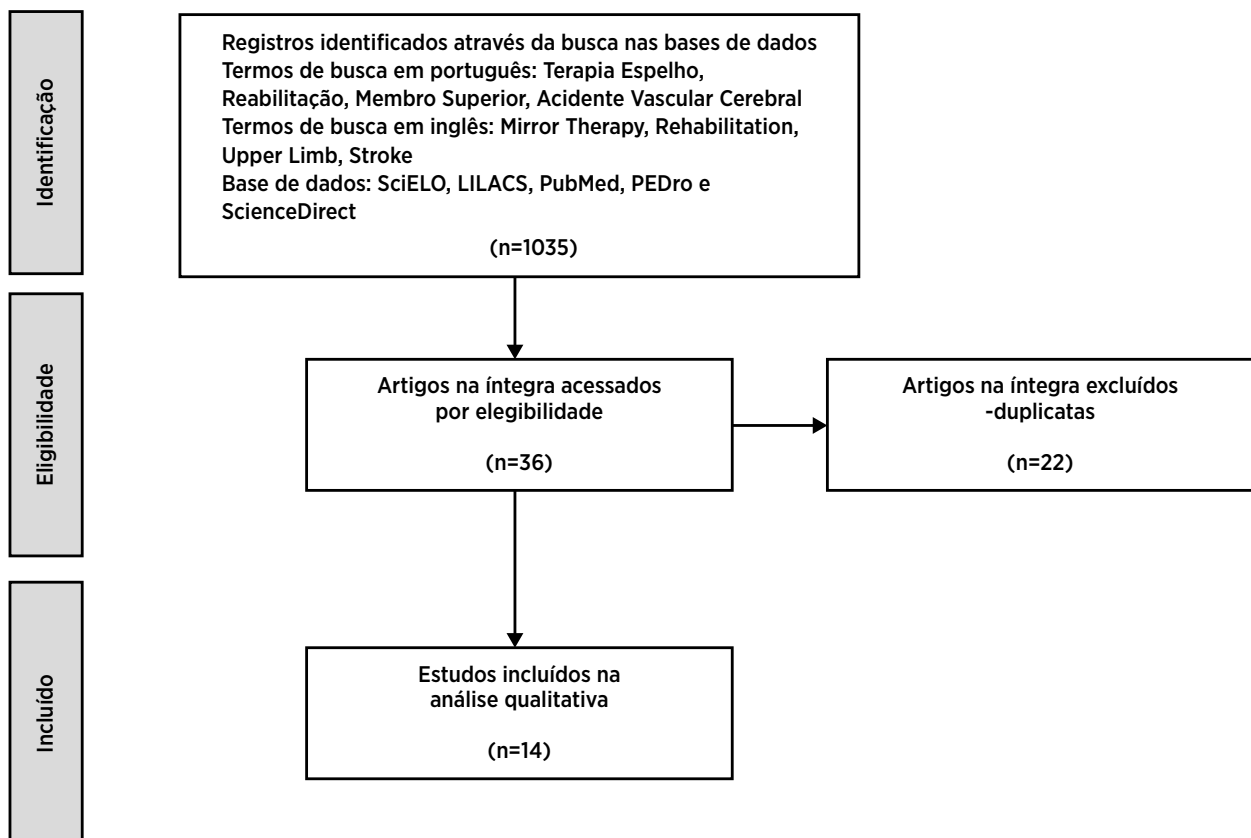 Identificação
Registros identificados através da busca nas bases de dados
Termos de busca em português: Terapia Espelho,
Reabilitação, Membro Superior, Acidente Vascular Cerebral
Termos de busca em inglês: Mirror Therapy, Rehabilitation,
Upper Limb, Stroke
Base de dados: SciELO, LILACS, PubMed, PEDro e
ScienceDirect
(n=1035)
Eligibilidade
Artigos na íntegra acessados
por elegibilidade
(n=36)
Artigos na íntegra excluídos
-duplicatas
(n=22)
Incluído
Estudos incluídos na
análise qualitativa
(n=14)